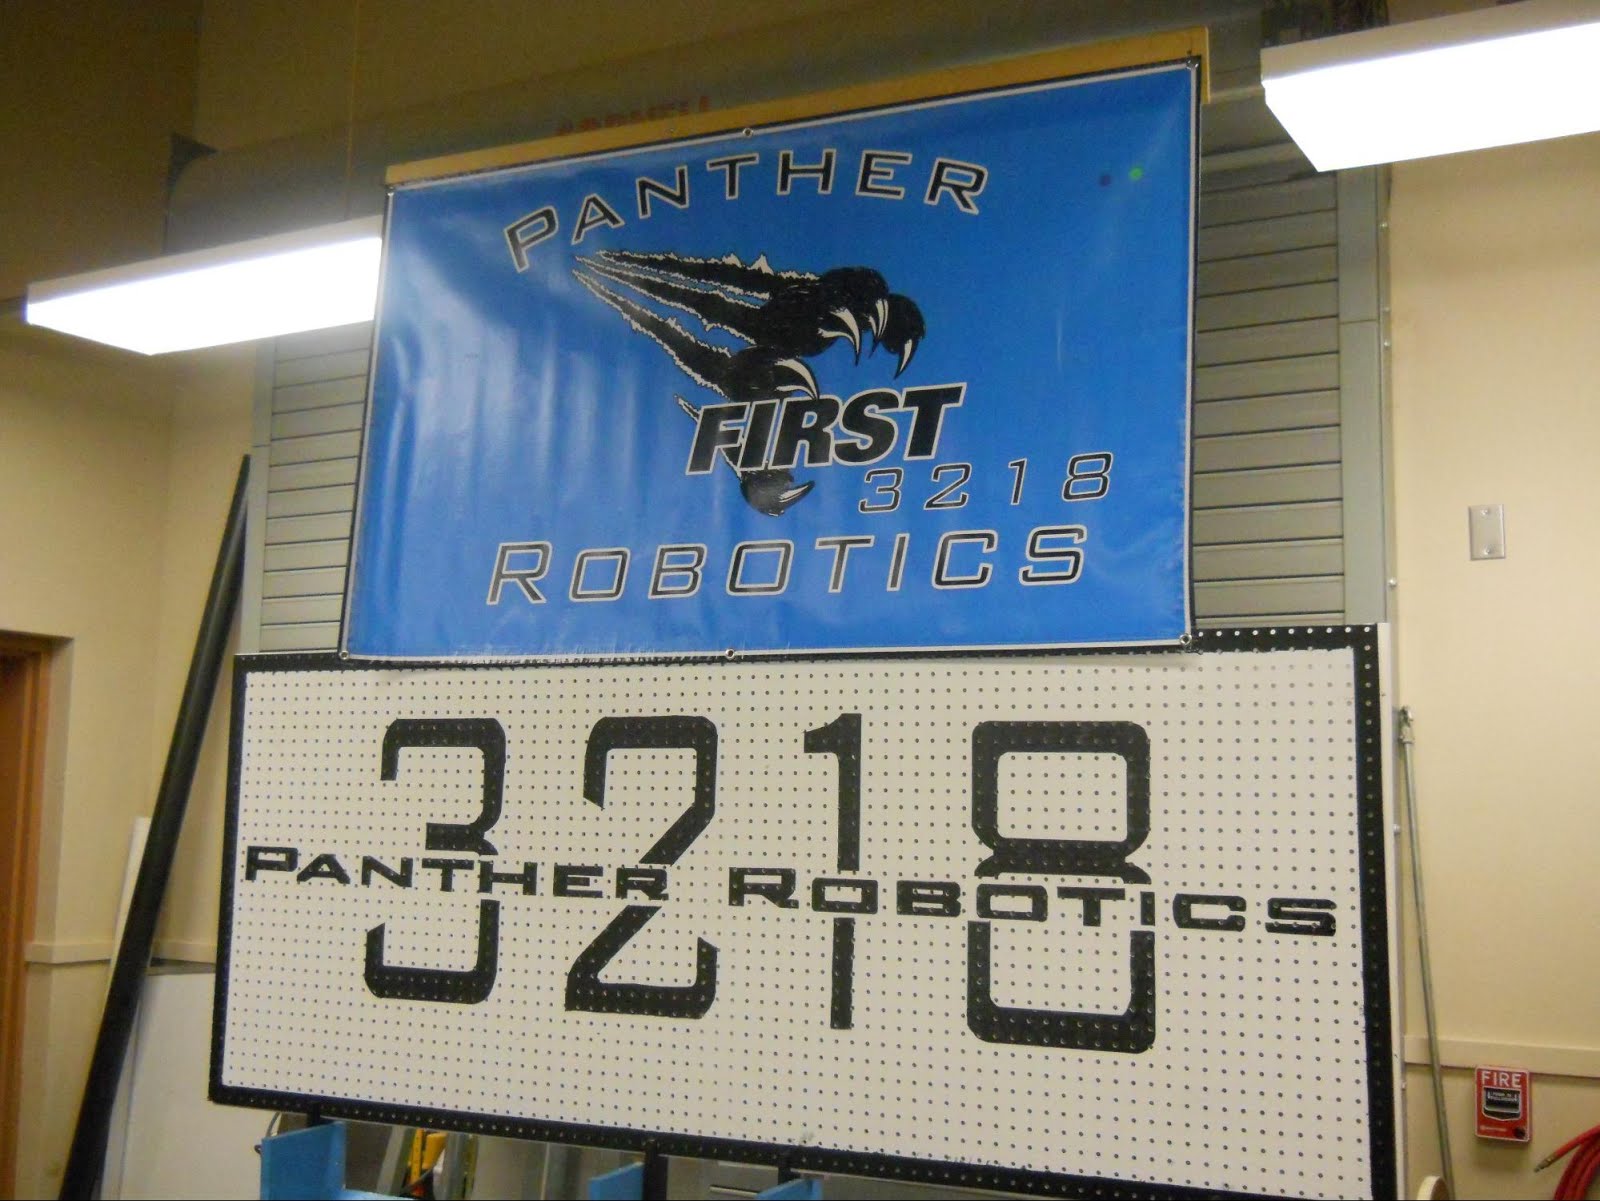 PANTHER
FIRST
3218
ROBOTICS
3218
PANTHER ROBOTICS
FIRE